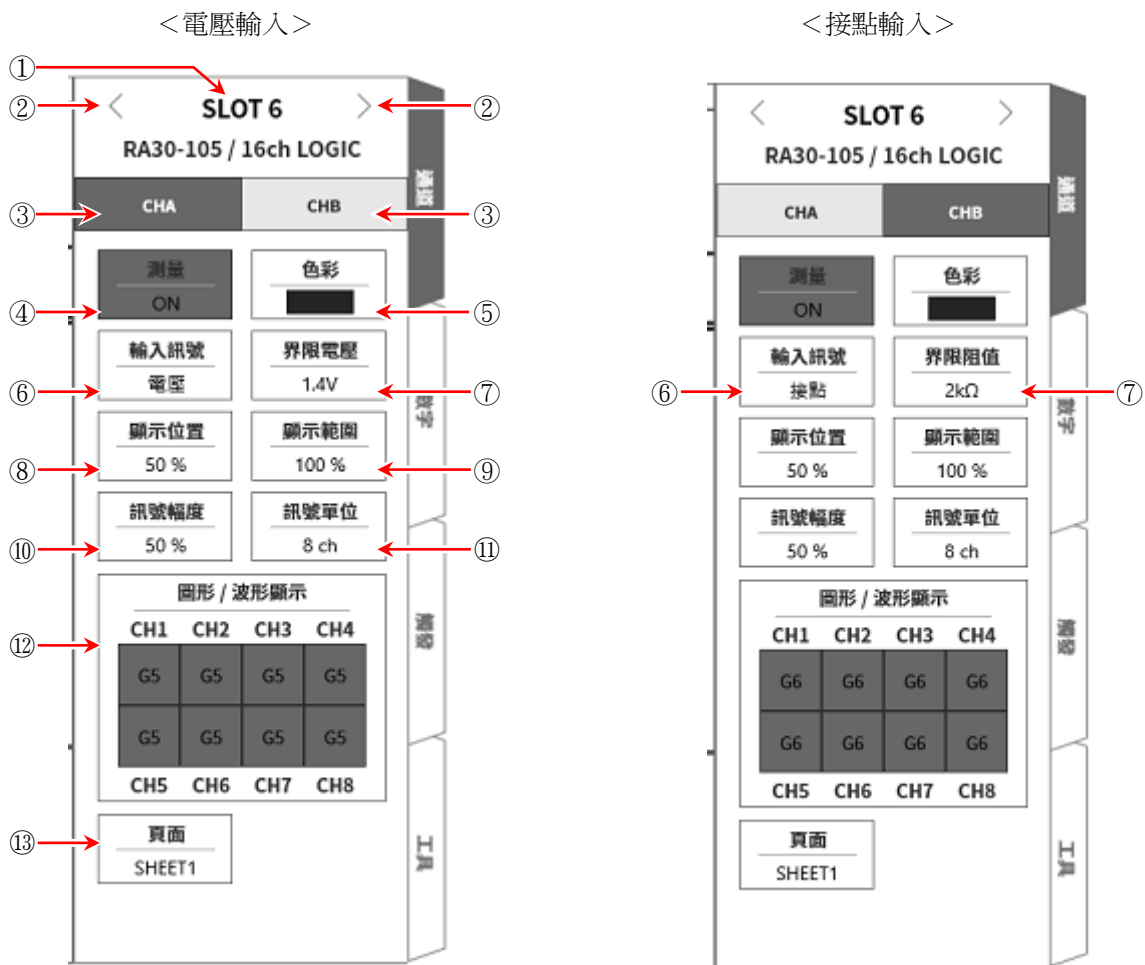 ＜電壓輸入＞
①
② < SLOT 6 > ②
RA30-105 / 16ch LOGIC
③ CHA CHB ③
測量 色彩
④ ON ⑤
輸入訊號 界限電壓
⑥ 電壓 1.4V ⑦
顯示位置 顯示範圍
⑧ 50 % 100 % ⑨
訊號幅度 訊號單位
⑩ 50 % 8 ch ⑪
圖形 / 波形顯示
⑫ CH1 CH2 CH3 CH4
G5 G5 G5 G5
G5 G5 G5 G5
CH5 CH6 CH7 CH8
⑬ 頁面
SHEET1
通道
數字
觸發
工具
＜接點輸入＞
< SLOT 6 >
RA30-105 / 16ch LOGIC
CHA CHB
測量 色彩
ON
輸入訊號 界限阻值
⑥ 接點 2kΩ ⑦
顯示位置 顯示範圍
50 % 100 %
訊號幅度 訊號單位
50 % 8 ch
圖形 / 波形顯示
CH1 CH2 CH3 CH4
G6 G6 G6 G6
G6 G6 G6 G6
CH5 CH6 CH7 CH8
頁面
SHEET1
通道
數字
觸發
工具